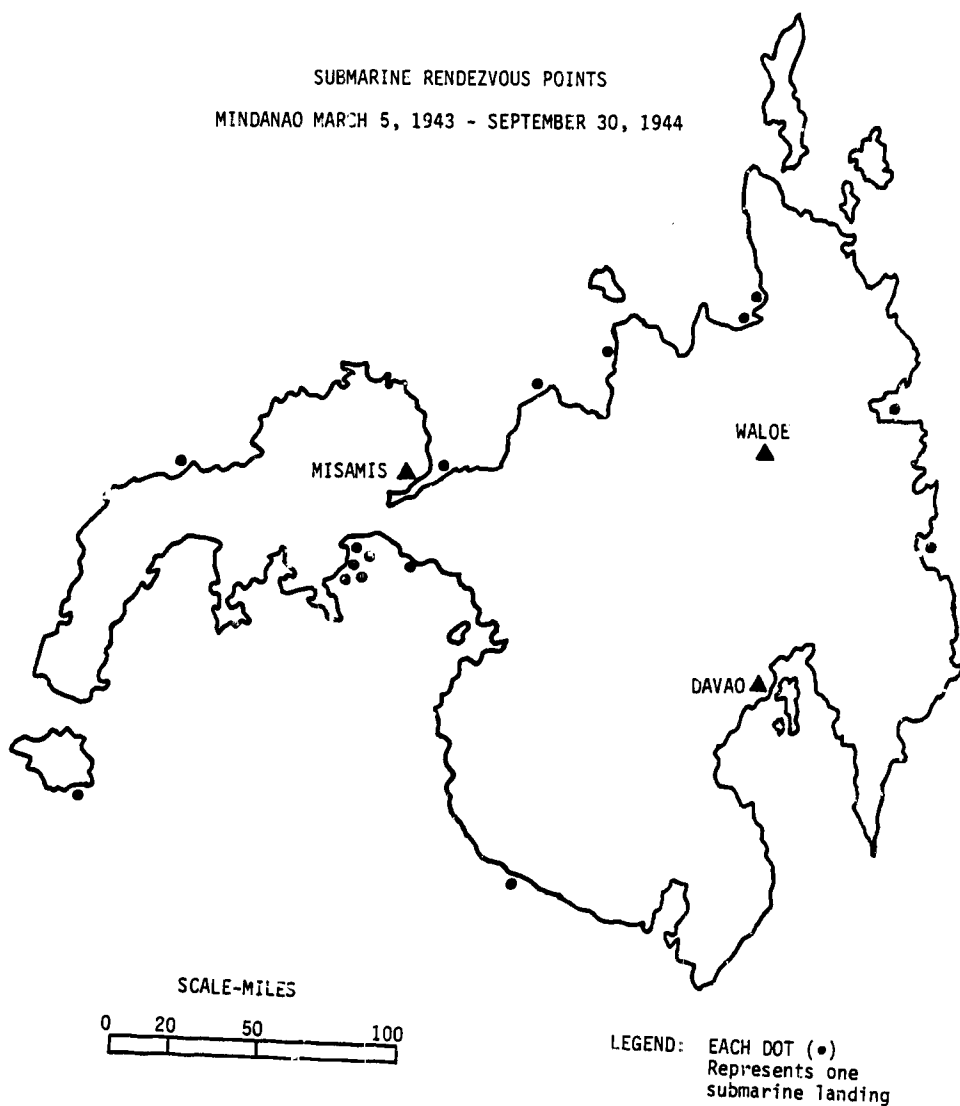 SUBMARINE RENDEZVOUS POINTS
MINDANAO MARCH 5, 1943 - SEPTEMBER 30, 1944
WALOE
MISAMIS
DAVAO
SCALE-MILES
0 20 50 100
LEGEND: EACH DOT (•)
Represents one
submarine landing